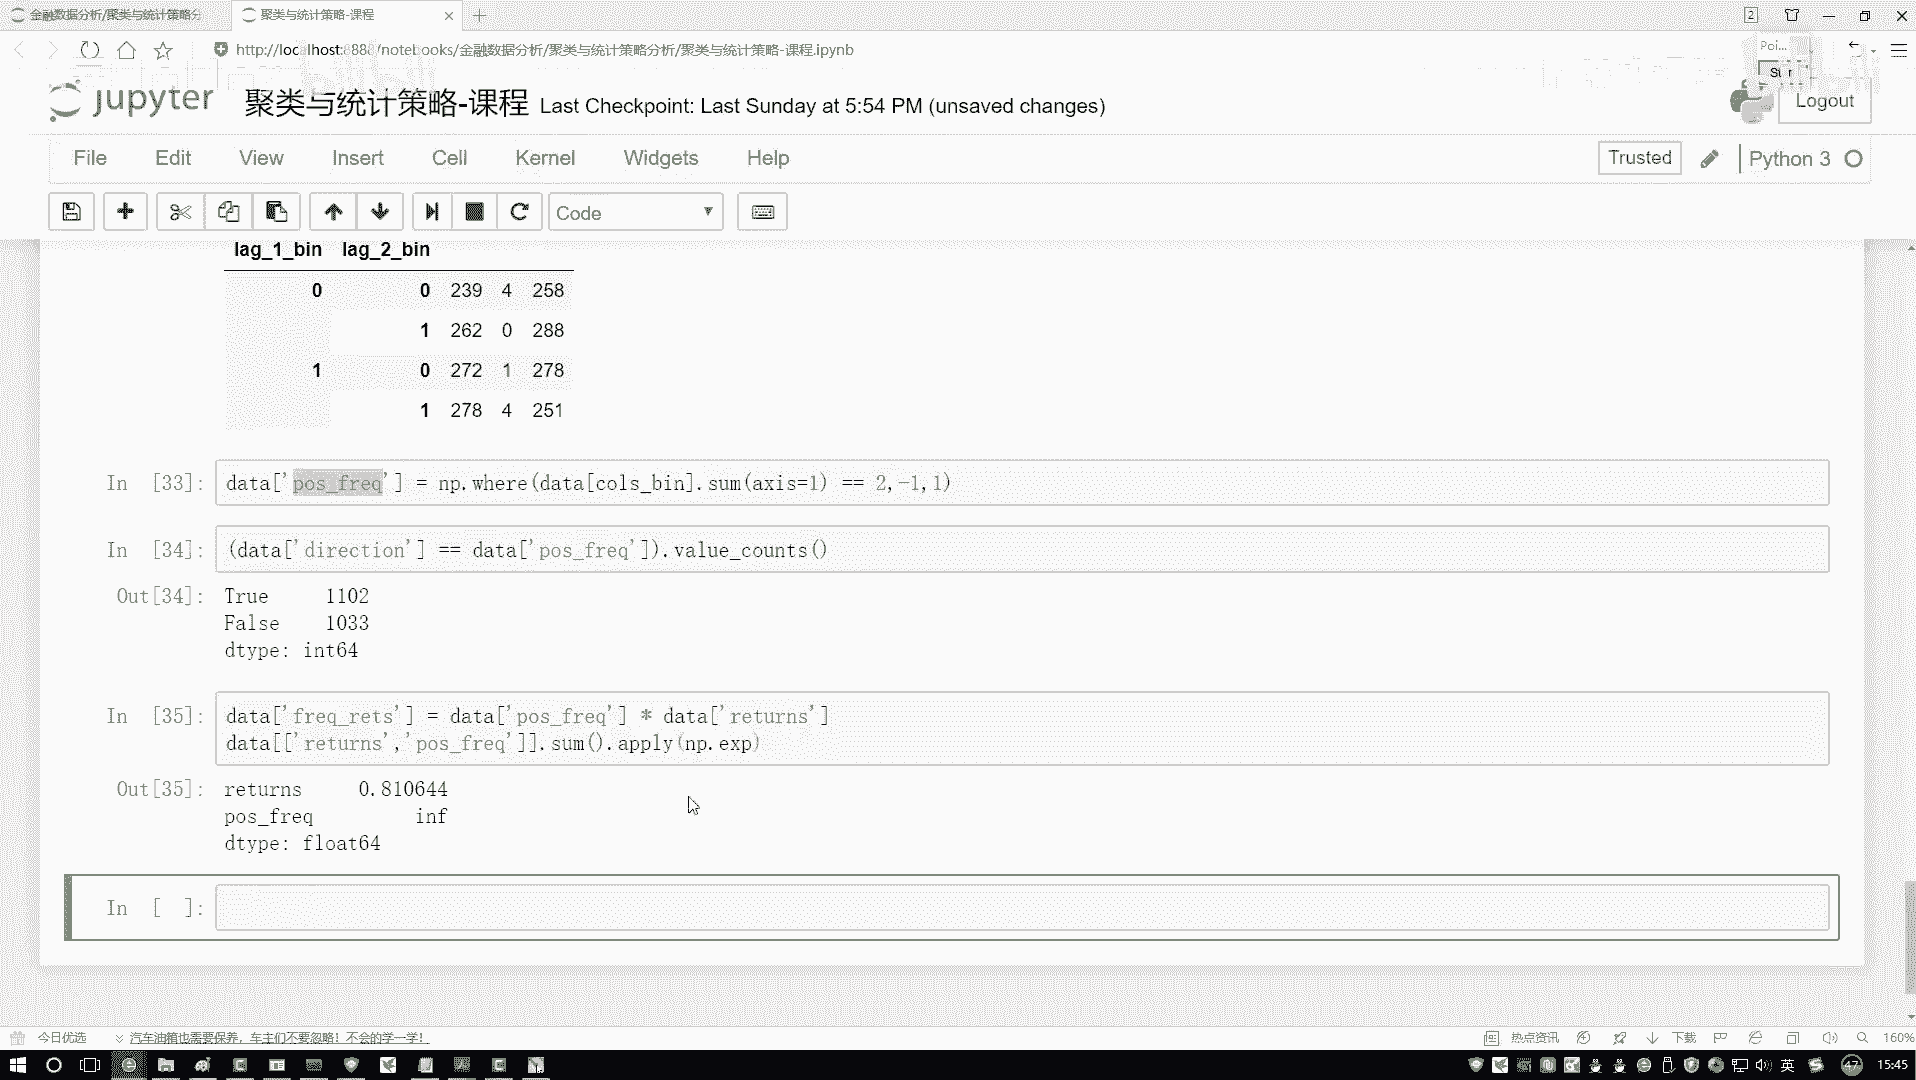 金融数据分析/聚类与统计策略分
聚类与统计策略-课程
2
http://localhost:8888/notebooks/金融数据分析/聚类与统计策略分析/聚类与统计策略-课程.ipynb
Poi...
jupyter 聚类与统计策略-课程 Last Checkpoint: Last Sunday at 5:54 PM (unsaved changes)
Logout
File Edit View Insert Cell Kernel Widgets Help
Trusted Python 3
Code
lag_1_bin lag_2_bin
0 0 239 4 258
1 262 0 288
1 0 272 1 278
1 278 4 251
In [33]: data['pos_freq'] = np.where(data[cols_bin].sum(axis=1) == 2,-1,1)
In [34]: (data['direction'] == data['pos_freq']).value_counts()
Out[34]: True 1102
False 1033
dtype: int64
In [35]: data['freq_rets'] = data['pos_freq'] * data['returns']
data[['returns','pos_freq']].sum().apply(np.exp)
Out[35]: returns 0.810644
pos_freq inf
dtype: float64
In [ ]:
今日优选
汽车油箱也需要保养，车主们不要忽略！不会的学一学！
热点资讯
下载
160%
英
47
15:45